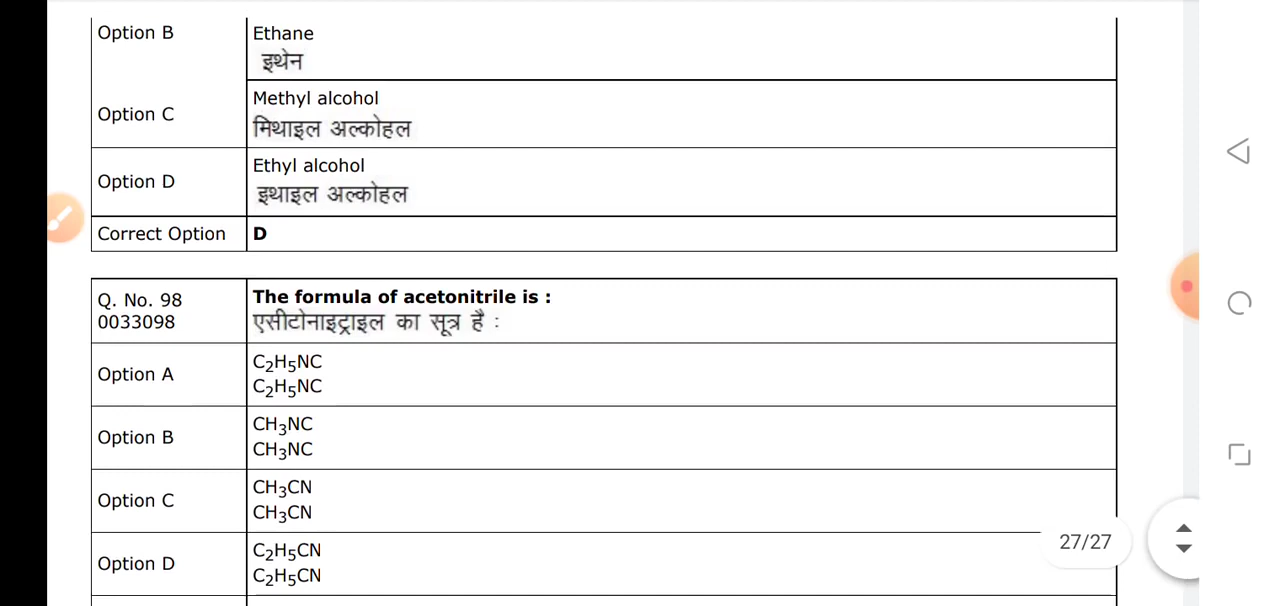 Option B
Ethane
इथेन
Option C
Methyl alcohol
मिथाइल अल्कोहल
Option D
Ethyl alcohol
इथाइल अल्कोहल
Correct Option
D
Q. No. 98
0033098
The formula of acetonitrile is :
एसीटोनाइट्राइल का सूत्र है :
Option A
C₂H₅NC
C₂H₅NC
Option B
CH₃NC
CH₃NC
Option C
CH₃CN
CH₃CN
Option D
C₂H₅CN
C₂H₅CN
27/27